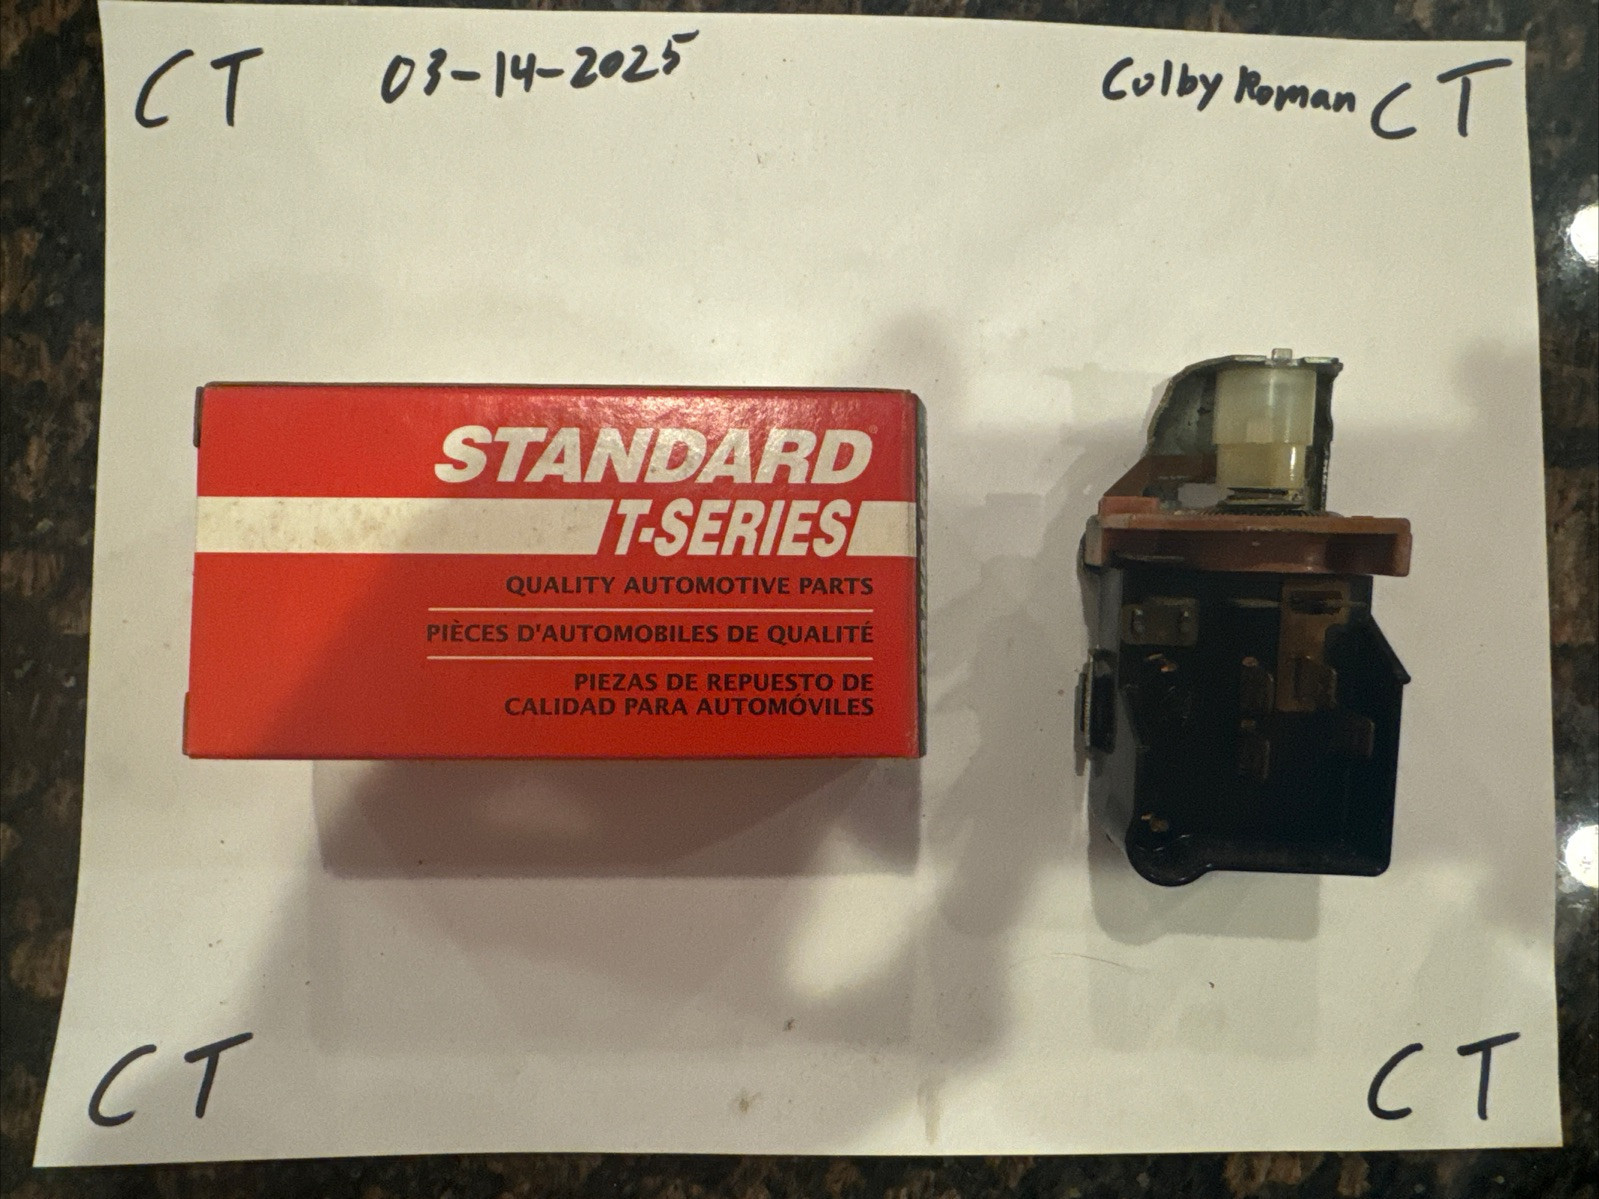 CT 03-14-2025 Colby Roman CT
STANDARD
T-SERIES
QUALITY AUTOMOTIVE PARTS
PIÈCES D'AUTOMOBILES DE QUALITÉ
PIEZAS DE REPUESTO DE
CALIDAD PARA AUTOMÓVILES
CT CT